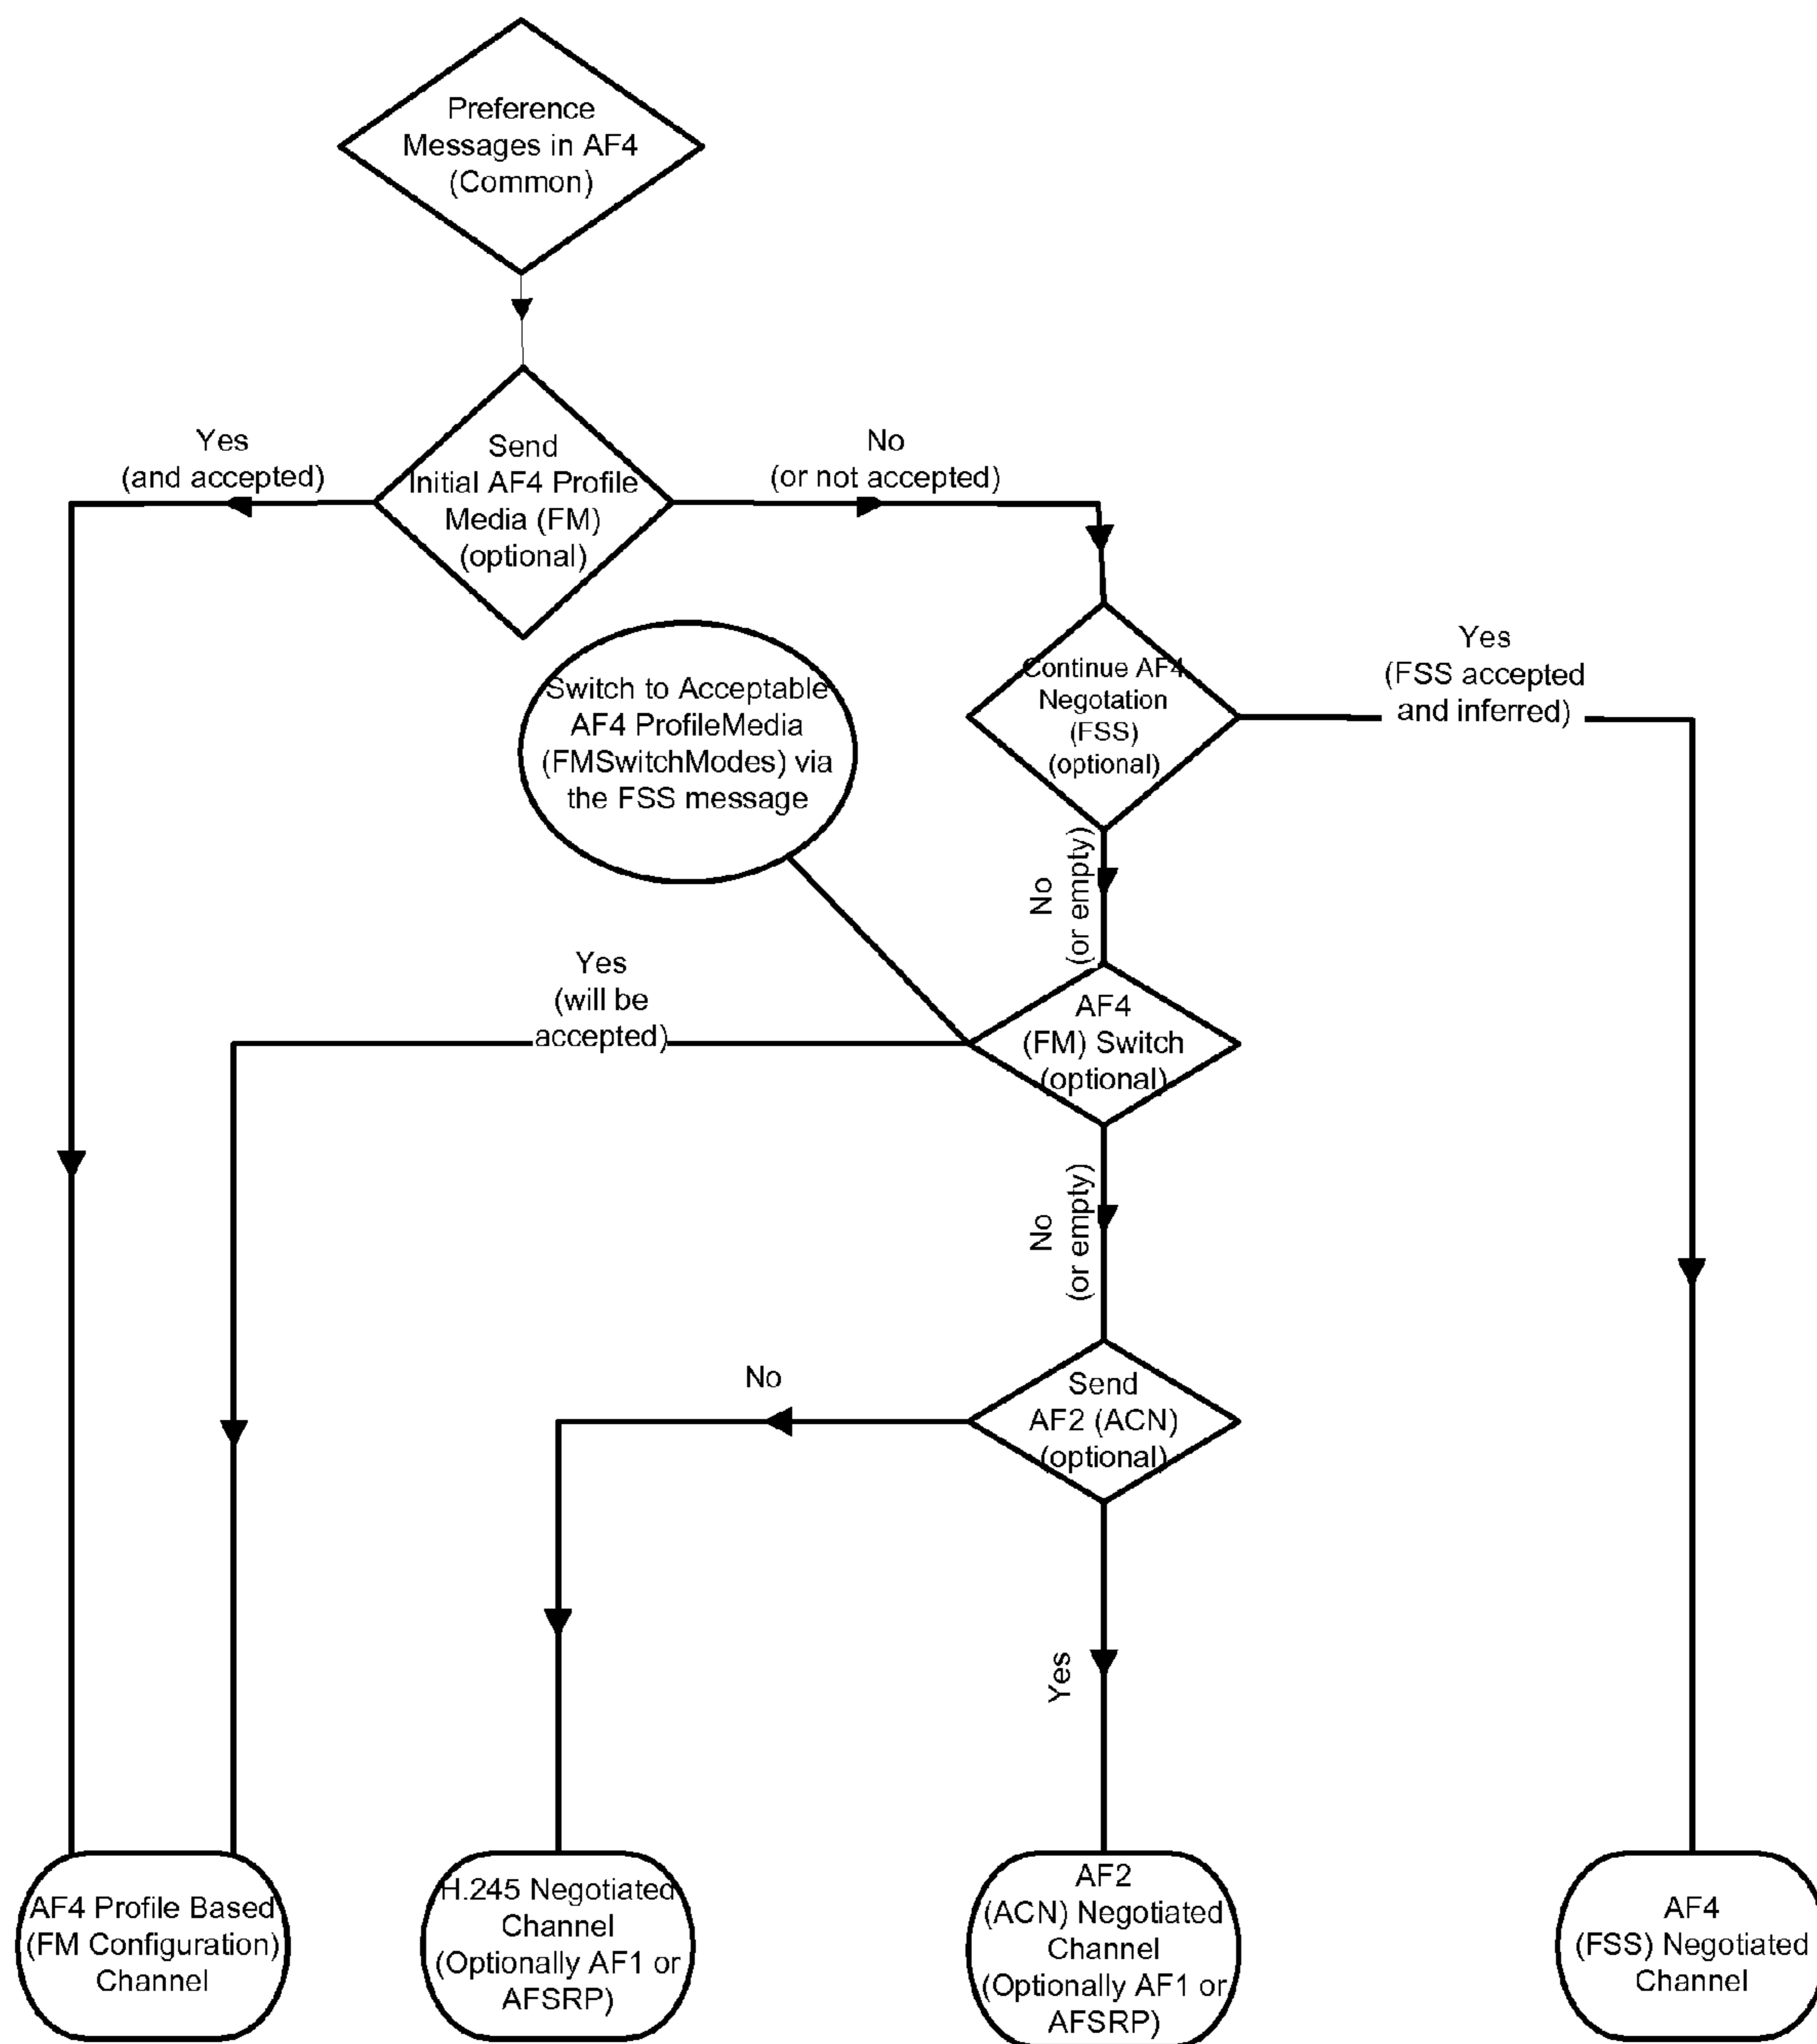 Preference
Messages in AF4
(Common)
Yes
(and accepted)
Send
Initial AF4 Profile
Media (FM)
(optional)
No
(or not accepted)
Switch to Acceptable
AF4 ProfileMedia
(FMSwitchModes) via
the FSS message
Continue AF4
Negotation
(FSS)
(optional)
Yes
(FSS accepted
and inferred)
No
(or empty)
Yes
(will be
accepted)
AF4
(FM) Switch
(optional)
No
(or empty)
No
Send
AF2 (ACN)
(optional)
Yes
AF4 Profile Based
(FM Configuration)
Channel
H.245 Negotiated
Channel
(Optionally AF1 or
AFSRP)
AF2
(ACN) Negotiated
Channel
(Optionally AF1 or
AFSRP)
AF4
(FSS) Negotiated
Channel